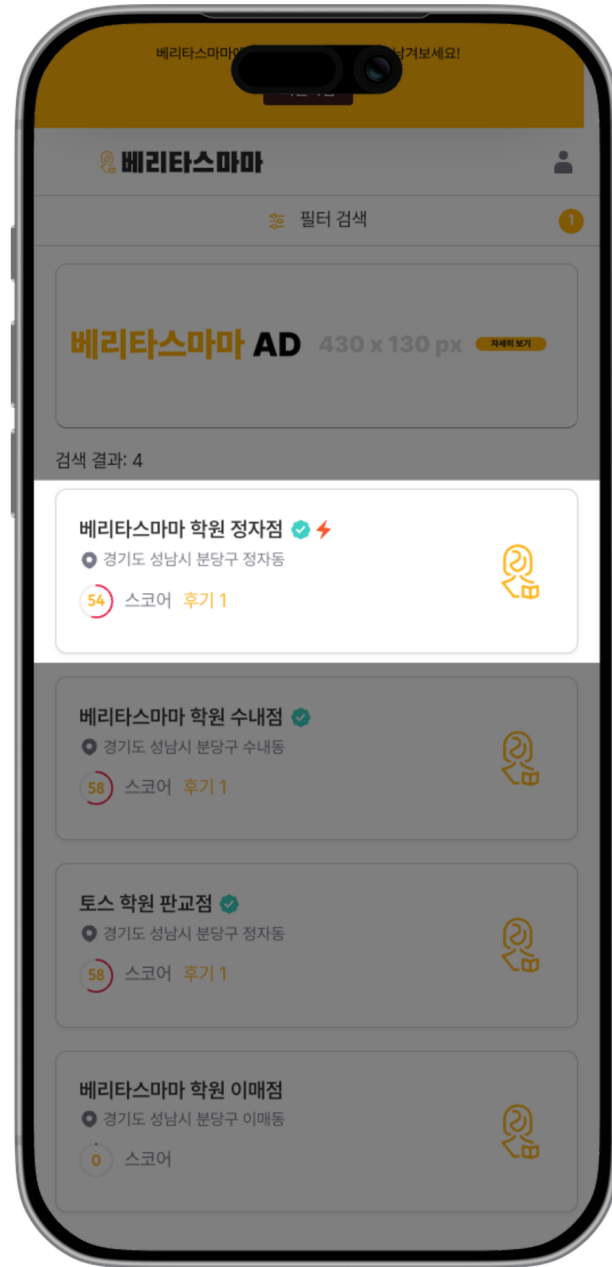 남겨보세요!
베리타스마마
필터 검색
1
베리타스마마 AD 430 x 130 px 자세히 보기
검색 결과: 4
베리타스마마 학원 정자점
경기도 성남시 분당구 정자동
54 스코어 후기 1
베리타스마마 학원 수내점
경기도 성남시 분당구 수내동
58 스코어 후기 1
토스 학원 판교점
경기도 성남시 분당구 정자동
58 스코어 후기 1
베리타스마마 학원 이매점
경기도 성남시 분당구 이매동
0 스코어